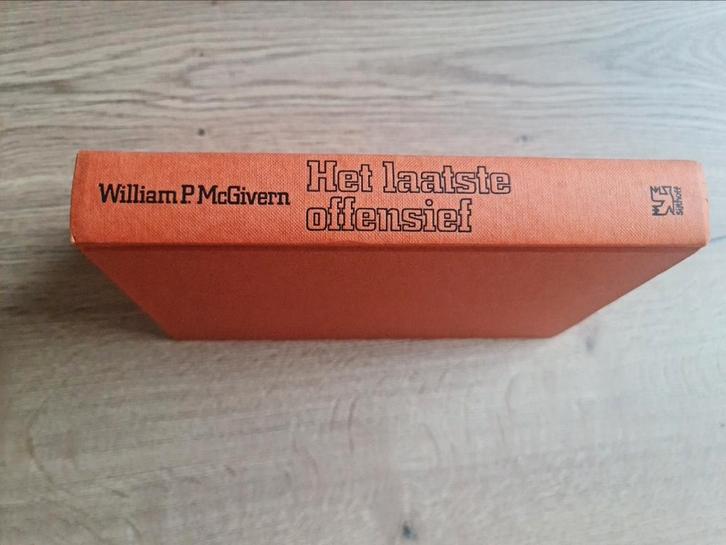 William P. McGivern
Het laatste
offensief
Sijthoff